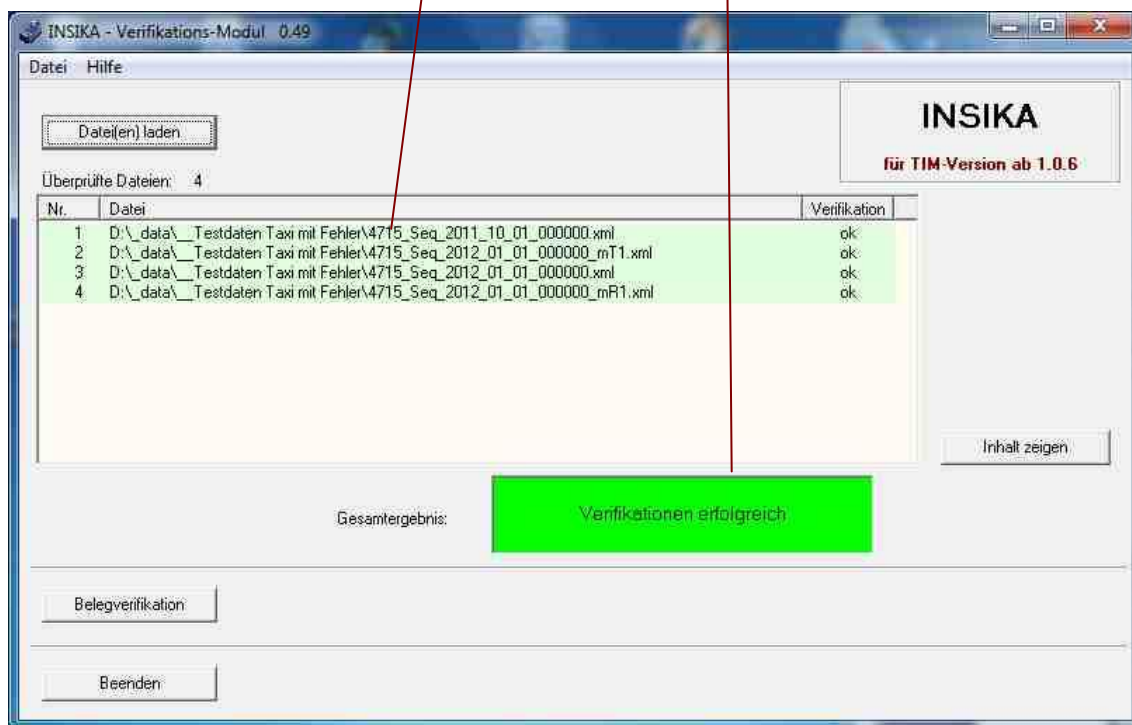 INSIKA - Verifikations-Modul 0.49
Datei Hilfe
Datei(en) laden
INSIKA
für TIM-Version ab 1.0.6
Überprüfte Dateien: 4
Nr. Datei Verifikation
1 D:\_data\__Testdaten Taxi mit Fehler\4715_Seq_2011_10_01_000000.xml ok
2 D:\_data\__Testdaten Taxi mit Fehler\4715_Seq_2012_01_01_000000_mT1.xml ok
3 D:\_data\__Testdaten Taxi mit Fehler\4715_Seq_2012_01_01_000000.xml ok
4 D:\_data\__Testdaten Taxi mit Fehler\4715_Seq_2012_01_01_000000_mR1.xml ok
Inhalt zeigen
Gesamtergebnis: Verifikationen erfolgreich
Belegverifikation
Beenden